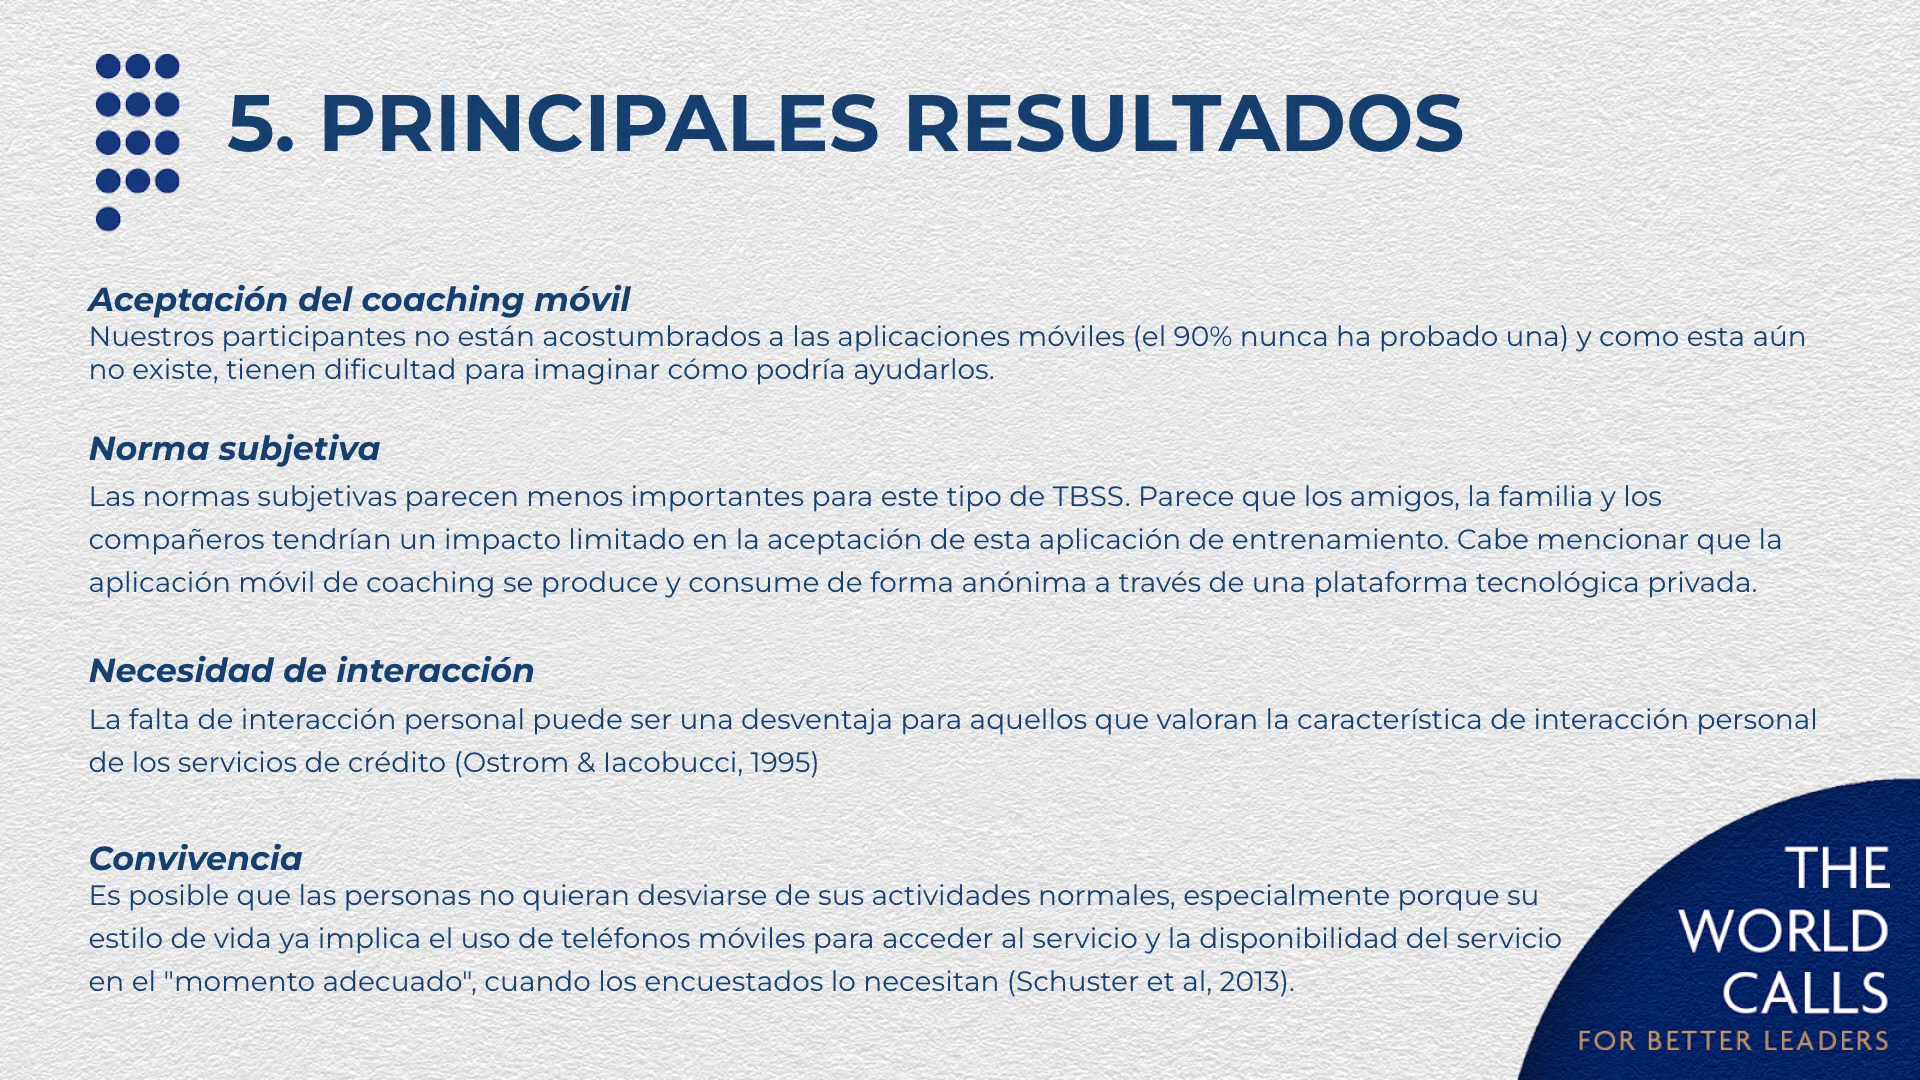 5. PRINCIPALES RESULTADOS
Aceptación del coaching móvil
Nuestros participantes no están acostumbrados a las aplicaciones móviles (el 90% nunca ha probado una) y como esta aún
no existe, tienen dificultad para imaginar cómo podría ayudarlos.
Norma subjetiva
Las normas subjetivas parecen menos importantes para este tipo de TBSS. Parece que los amigos, la familia y los
compañeros tendrían un impacto limitado en la aceptación de esta aplicación de entrenamiento. Cabe mencionar que la
aplicación móvil de coaching se produce y consume de forma anónima a través de una plataforma tecnológica privada.
Necesidad de interacción
La falta de interacción personal puede ser una desventaja para aquellos que valoran la característica de interacción personal
de los servicios de crédito (Ostrom & Iacobucci, 1995)
Convivencia
Es posible que las personas no quieran desviarse de sus actividades normales, especialmente porque su
estilo de vida ya implica el uso de teléfonos móviles para acceder al servicio y la disponibilidad del servicio
en el "momento adecuado", cuando los encuestados lo necesitan (Schuster et al, 2013).
THE
WORLD
CALLS
FOR BETTER LEADERS